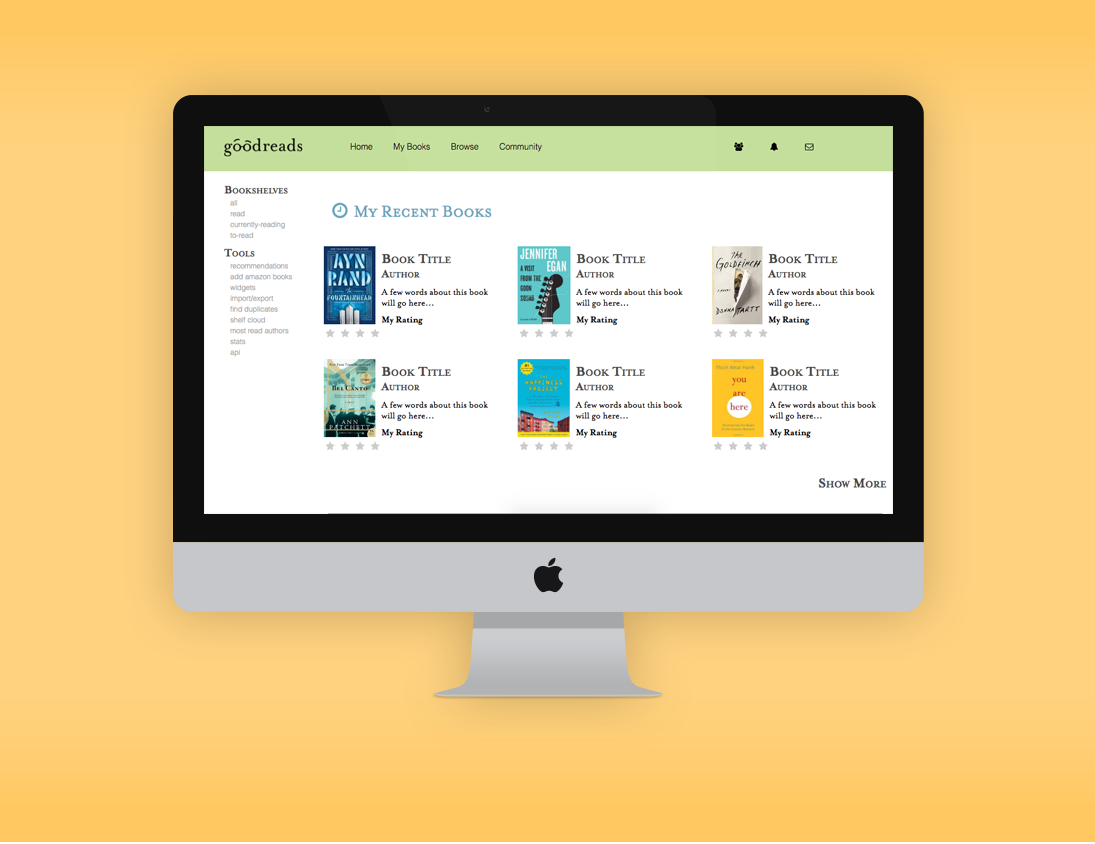 goodreads
Home My Books Browse Community
Bookshelves
all
read
currently-reading
to-read
Tools
recommendations
add amazon books
widgets
import/export
find duplicates
shelf cloud
most read authors
stats
api
My Recent Books
AYN
RAND
The
FOUNTAINHEAD
Book Title
Author
A few words about this book
will go here...
My Rating
JENNIFER
EGAN
A VISIT
FROM THE
GOON
SQUAD
Book Title
Author
A few words about this book
will go here...
My Rating
The
GOLDFINCH
DONNA TARTT
Book Title
Author
A few words about this book
will go here...
My Rating
BEL CANTO
ANN
PATCHETT
Book Title
Author
A few words about this book
will go here...
My Rating
THE
HAPPINESS
PROJECT
Book Title
Author
A few words about this book
will go here...
My Rating
Thich Nhat Hanh
you
are
here
Book Title
Author
A few words about this book
will go here...
My Rating
Show More